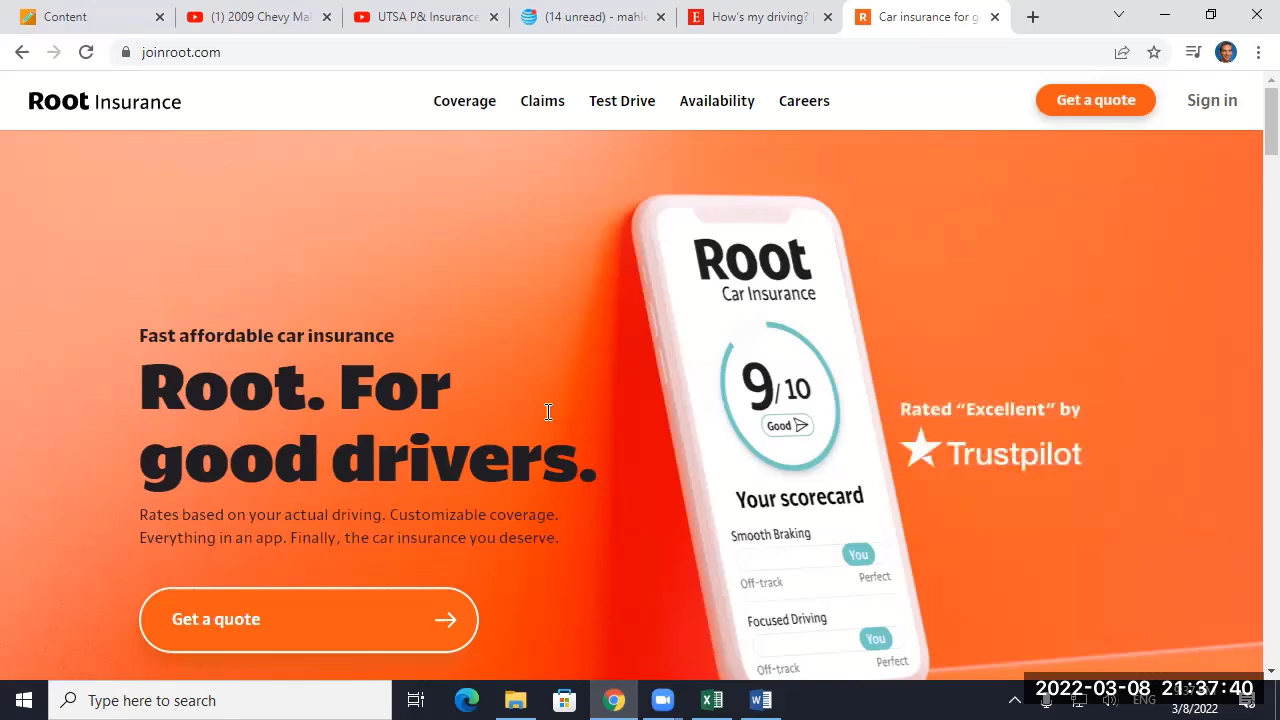 Content
(1) 2009 Chevy Mal
UTSA P&P Insurance
(14 unread) - mahle
How's my driving? |
Car insurance for g
joinroot.com
Root Insurance
Coverage
Claims
Test Drive
Availability
Careers
Get a quote
Sign in
Fast affordable car insurance
Root. For
good drivers.
Rates based on your actual driving. Customizable coverage.
Everything in an app. Finally, the car insurance you deserve.
Get a quote
Root
Car Insurance
9/10
Good
Your scorecard
Smooth Braking
You
Off-track Perfect
Focused Driving
You
Off-track Perfect
Rated “Excellent” by
Trustpilot
Type here to search
ENG
2022-03-08 21:37:40
3/8/2022